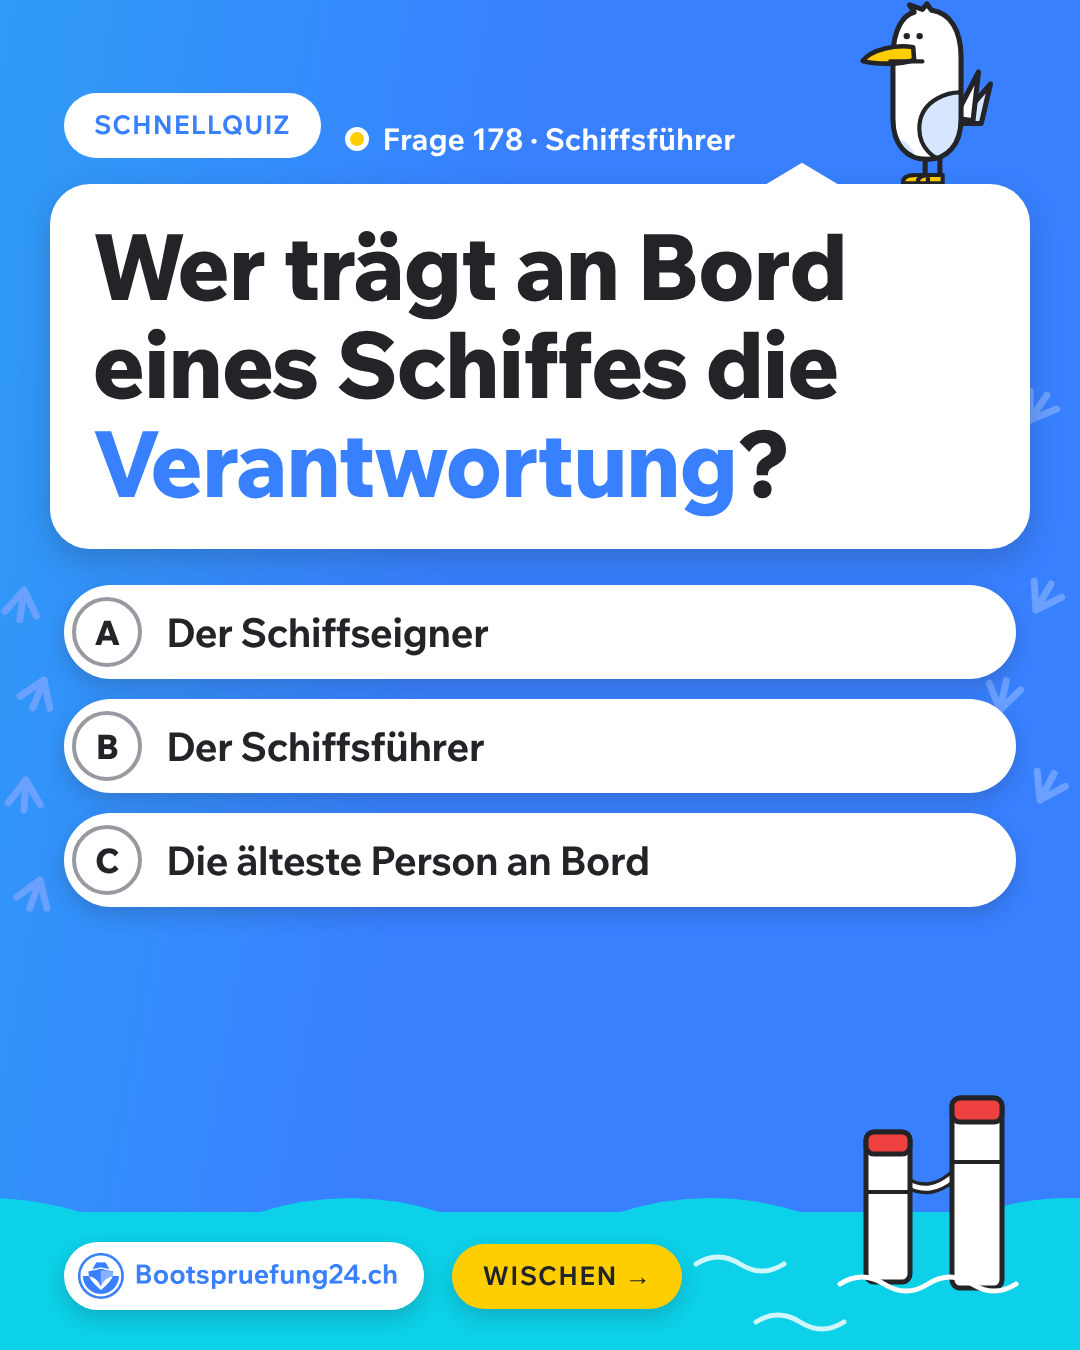 SCHNELLQUIZ
Frage 178 · Schiffsführer
Wer trägt an Bord
eines Schiffes die
Verantwortung?
A Der Schiffseigner
B Der Schiffsführer
C Die älteste Person an Bord
Bootspruefung24.ch
WISCHEN →